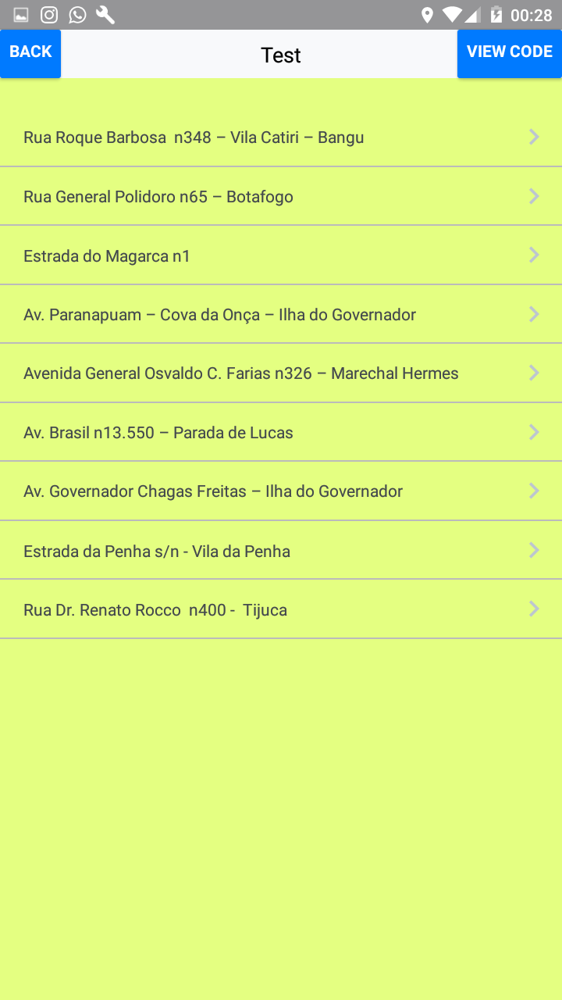 00:28
BACK
Test
VIEW CODE
Rua Roque Barbosa  n348 – Vila Catiri – Bangu
Rua General Polidoro n65 – Botafogo
Estrada do Magarca n1
Av. Paranapuam – Cova da Onça – Ilha do Governador
Avenida General Osvaldo C. Farias n326 – Marechal Hermes
Av. Brasil n13.550 – Parada de Lucas
Av. Governador Chagas Freitas – Ilha do Governador
Estrada da Penha s/n - Vila da Penha
Rua Dr. Renato Rocco  n400 -  Tijuca